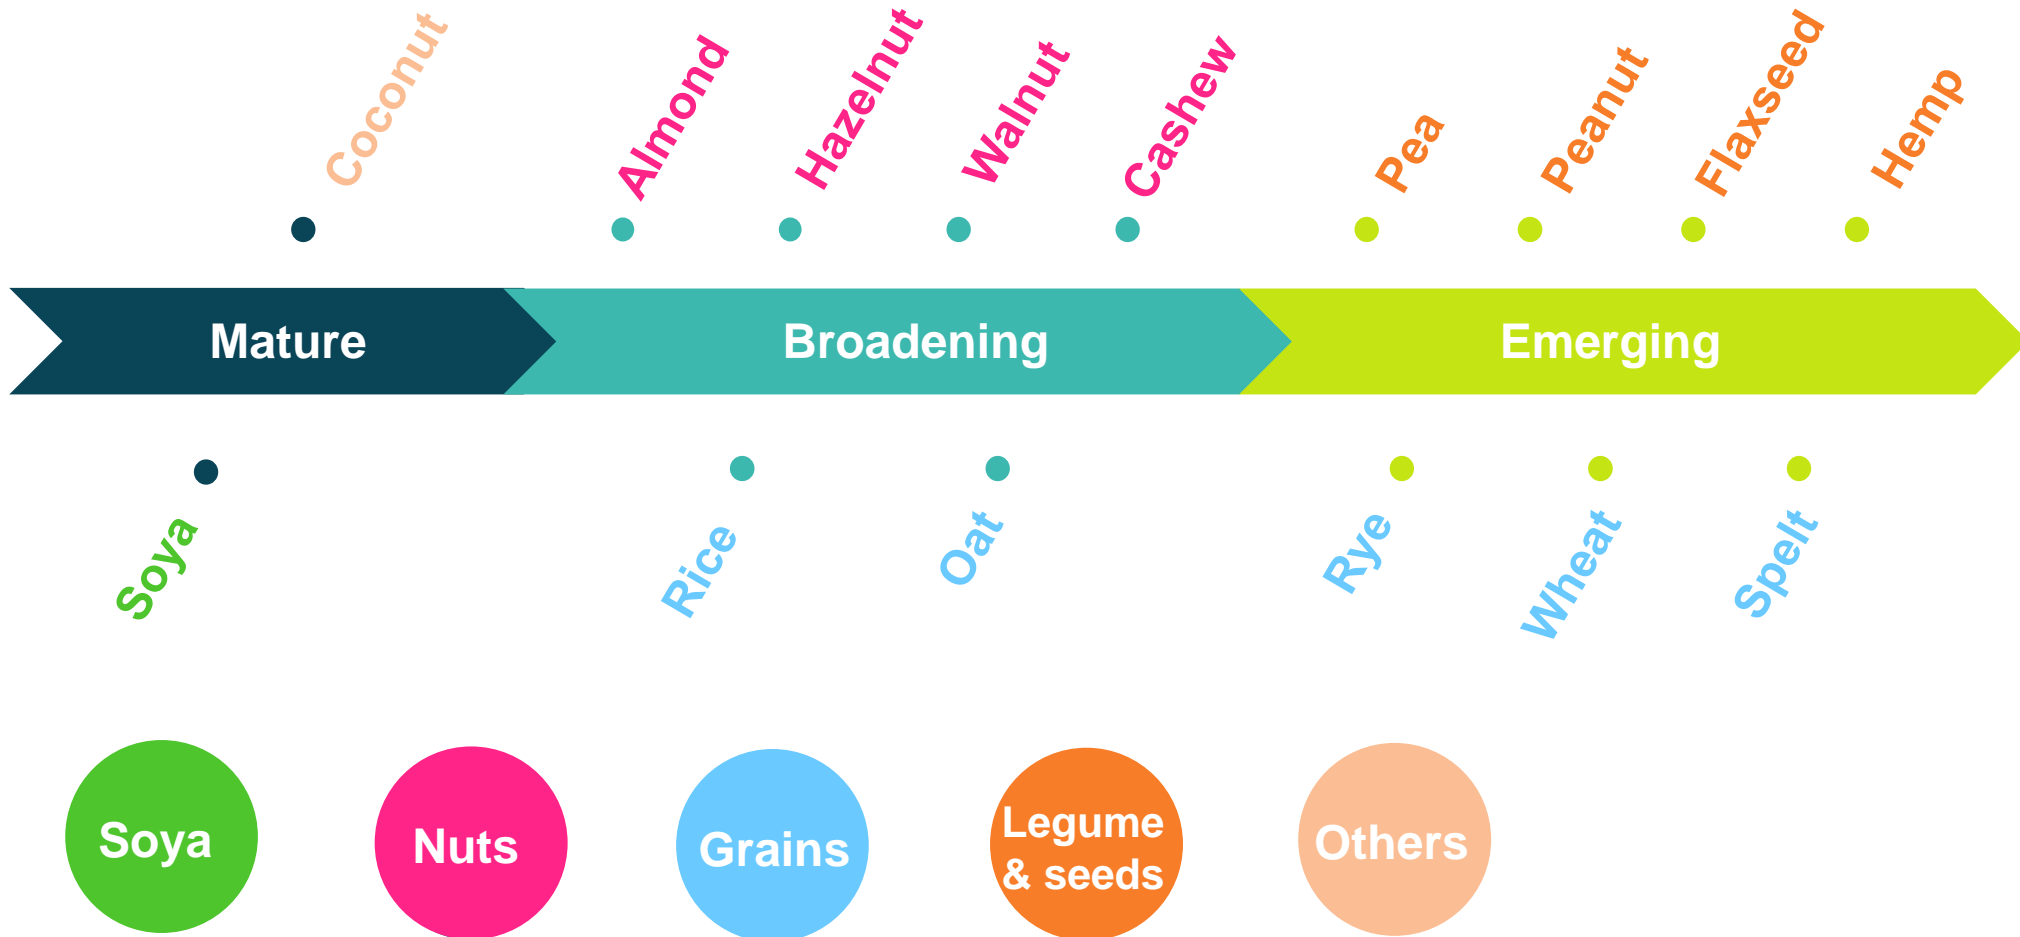 Coconut
Almond
Hazelnut
Walnut
Cashew
Pea
Peanut
Flaxseed
Hemp
Mature
Broadening
Emerging
Soya
Rice
Oat
Rye
Wheat
Spelt
Soya
Nuts
Grains
Legume
& seeds
Others